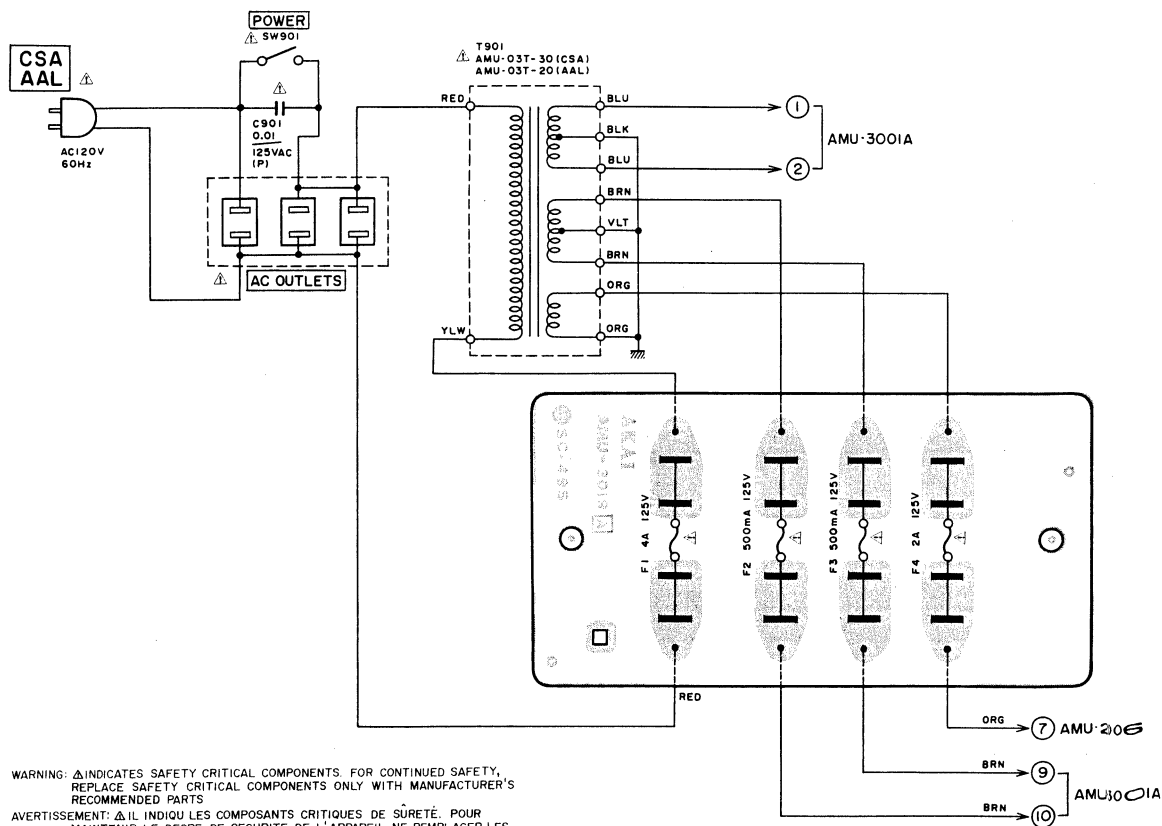 POWER
SW901
CSA
AAL
AC120V
60Hz
C901
0.01
125VAC
(P)
AC OUTLETS
T901
AMU-03T-30(CSA)
AMU-03T-20(AAL)
RED
YLW
BLU
BLK
BLU
BRN
VLT
BRN
ORG
ORG
1
2
AMU-3001A
AKAI
F1 4A 125V
F2 500mA 125V
F3 500mA 125V
F4 2A 125V
RED
ORG
7 AMU-206
BRN
9
BRN
10
AMU3001A
WARNING: ⚠INDICATES SAFETY CRITICAL COMPONENTS. FOR CONTINUED SAFETY,
REPLACE SAFETY CRITICAL COMPONENTS ONLY WITH MANUFACTURER'S
RECOMMENDED PARTS
AVERTISSEMENT: ⚠IL INDIQU LES COMPOSANTS CRITIQUES DE SÛRETÉ. POUR